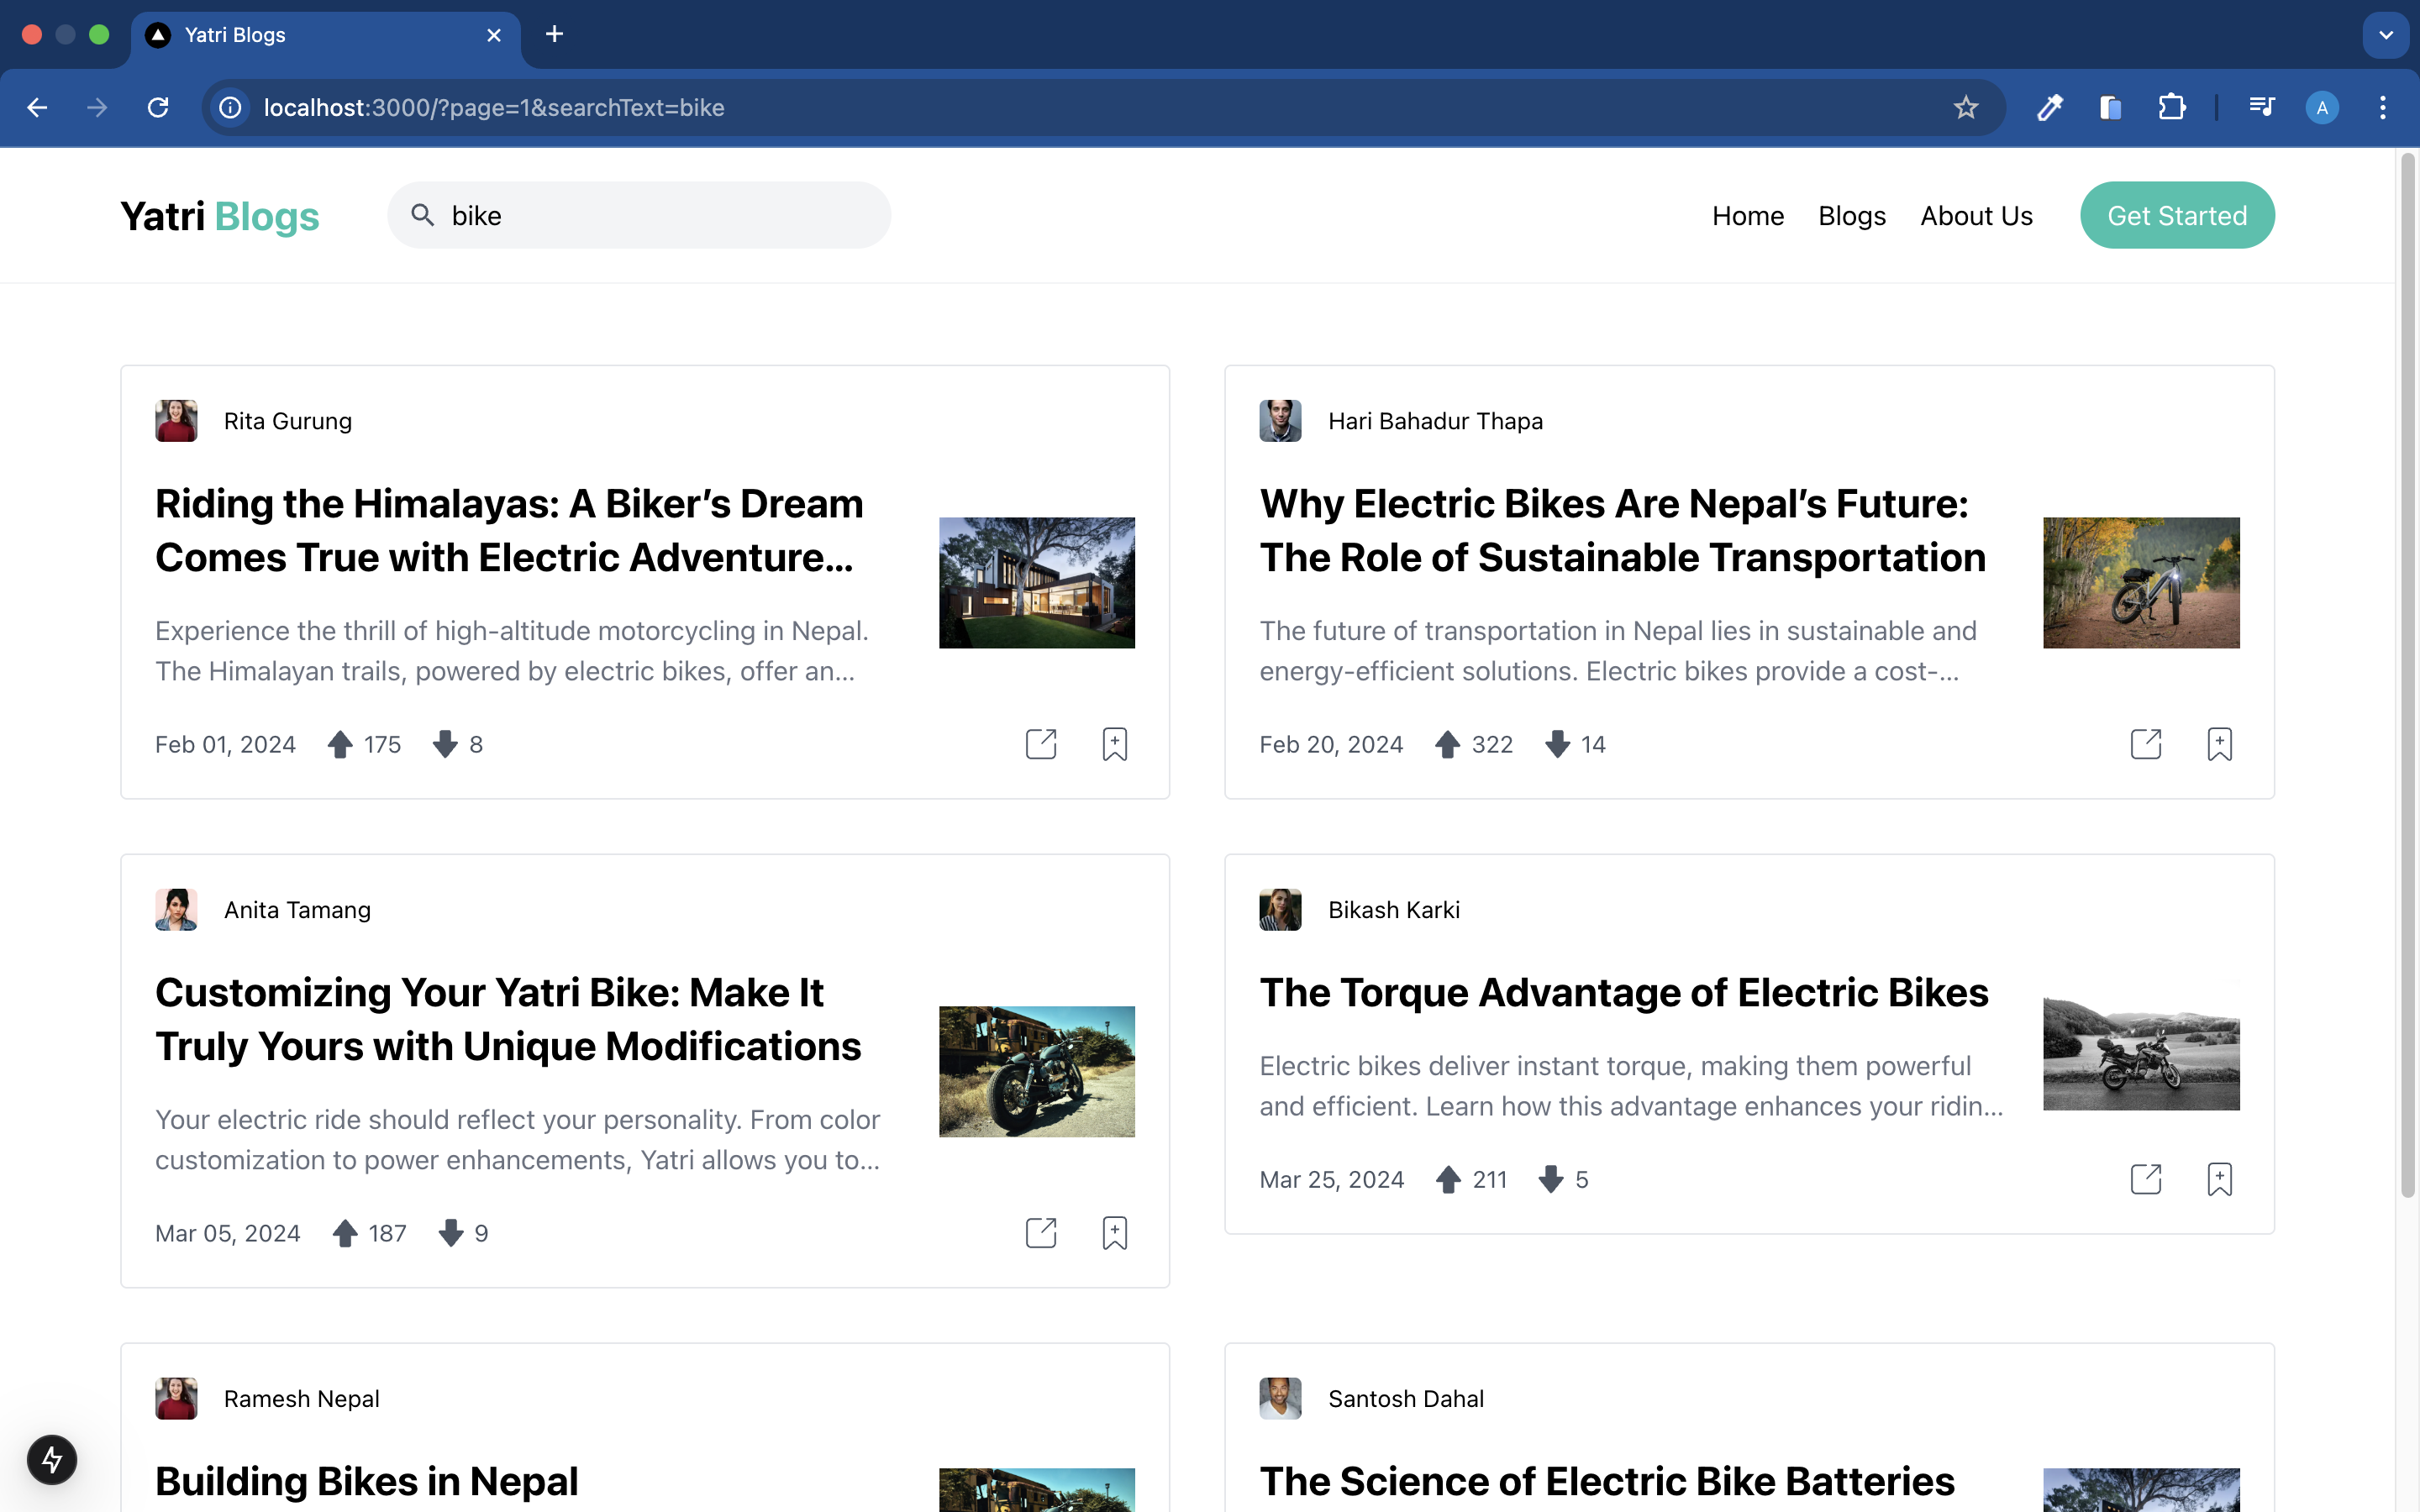 Yatri Blogs
localhost:3000/?page=1&searchText=bike
A
Yatri Blogs
bike
Home
Blogs
About Us
Get Started
Rita Gurung
Riding the Himalayas: A Biker’s Dream
Comes True with Electric Adventure...
Experience the thrill of high-altitude motorcycling in Nepal.
The Himalayan trails, powered by electric bikes, offer an...
Feb 01, 2024 175 8
Hari Bahadur Thapa
Why Electric Bikes Are Nepal’s Future:
The Role of Sustainable Transportation
The future of transportation in Nepal lies in sustainable and
energy-efficient solutions. Electric bikes provide a cost-...
Feb 20, 2024 322 14
Anita Tamang
Customizing Your Yatri Bike: Make It
Truly Yours with Unique Modifications
Your electric ride should reflect your personality. From color
customization to power enhancements, Yatri allows you to...
Mar 05, 2024 187 9
Bikash Karki
The Torque Advantage of Electric Bikes
Electric bikes deliver instant torque, making them powerful
and efficient. Learn how this advantage enhances your ridin...
Mar 25, 2024 211 5
Ramesh Nepal
Building Bikes in Nepal
Santosh Dahal
The Science of Electric Bike Batteries